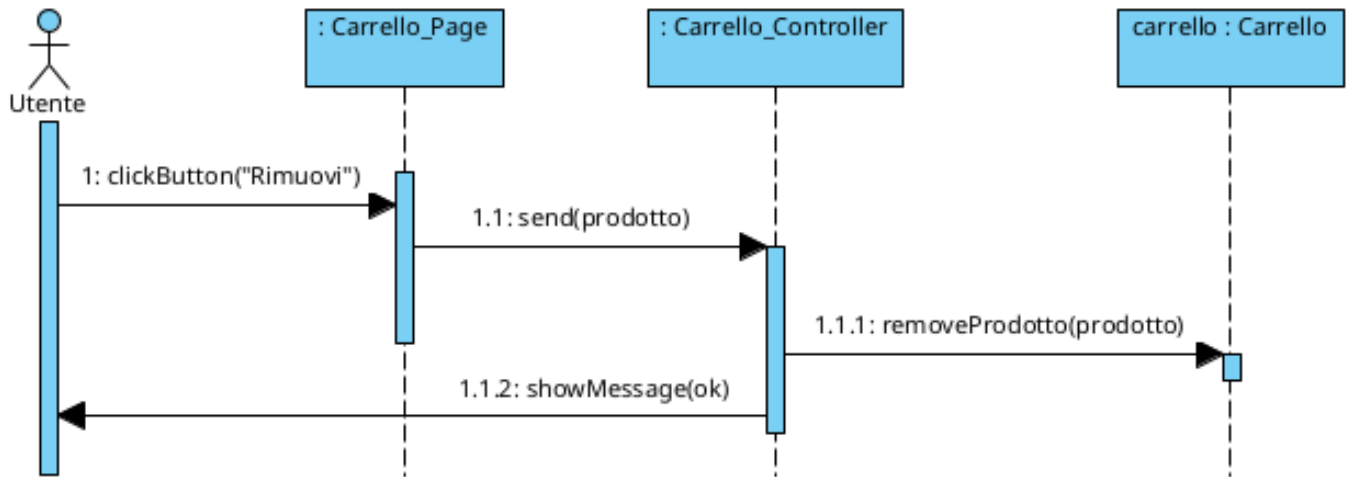 : Carrello_Page
: Carrello_Controller
carrello : Carrello
Utente
1: clickButton("Rimuovi")
1.1: send(prodotto)
1.1.1: removeProdotto(prodotto)
1.1.2: showMessage(ok)